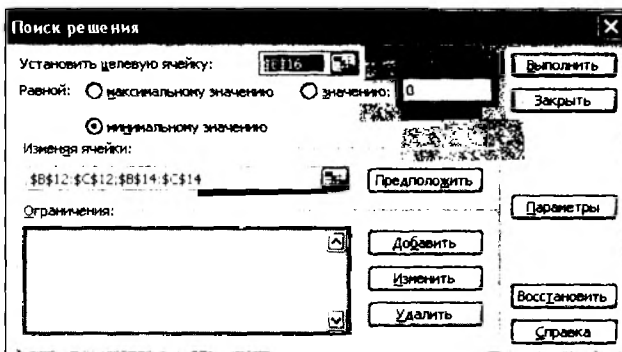 Поиск решения
Установить целевую ячейку:
Выполнить
Равной:
максимальному значению
значению:
0
Закрыть
минимальному значению
Изменяя ячейки:
$B$12:$C$12;$B$14:$C$14
Предположить
Ограничения:
Параметры
Добавить
Изменить
Удалить
Восстановить
Справка